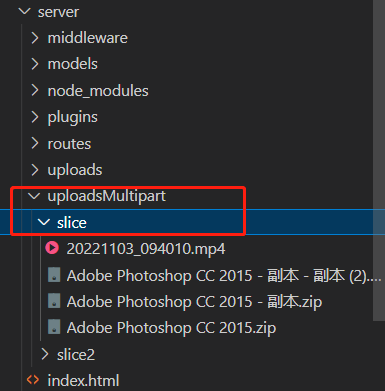 server
middleware
models
node_modules
plugins
routes
uploads
uploadsMultipart
slice
20221103_094010.mp4
Adobe Photoshop CC 2015 - 副本 - 副本 (2)....
Adobe Photoshop CC 2015 - 副本.zip
Adobe Photoshop CC 2015.zip
slice2
index.html